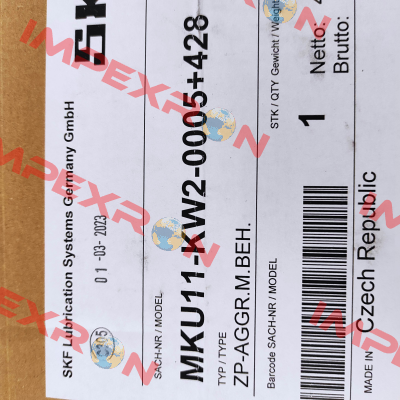 SKF
SKF Lubrication Systems Germany GmbH
01-03-2023
SACH-NR / MODEL
MKU11-KW2-0005+428
TYP / TYPE
ZP-AGGR.M.BEH.
Barcode SACH-NR / MODEL
STK / QTY
1
Gewicht / Weight
Netto:
Brutto:
MADE IN Czech Republic
IMPEXRON
IMPEXRON
IMPEXRON